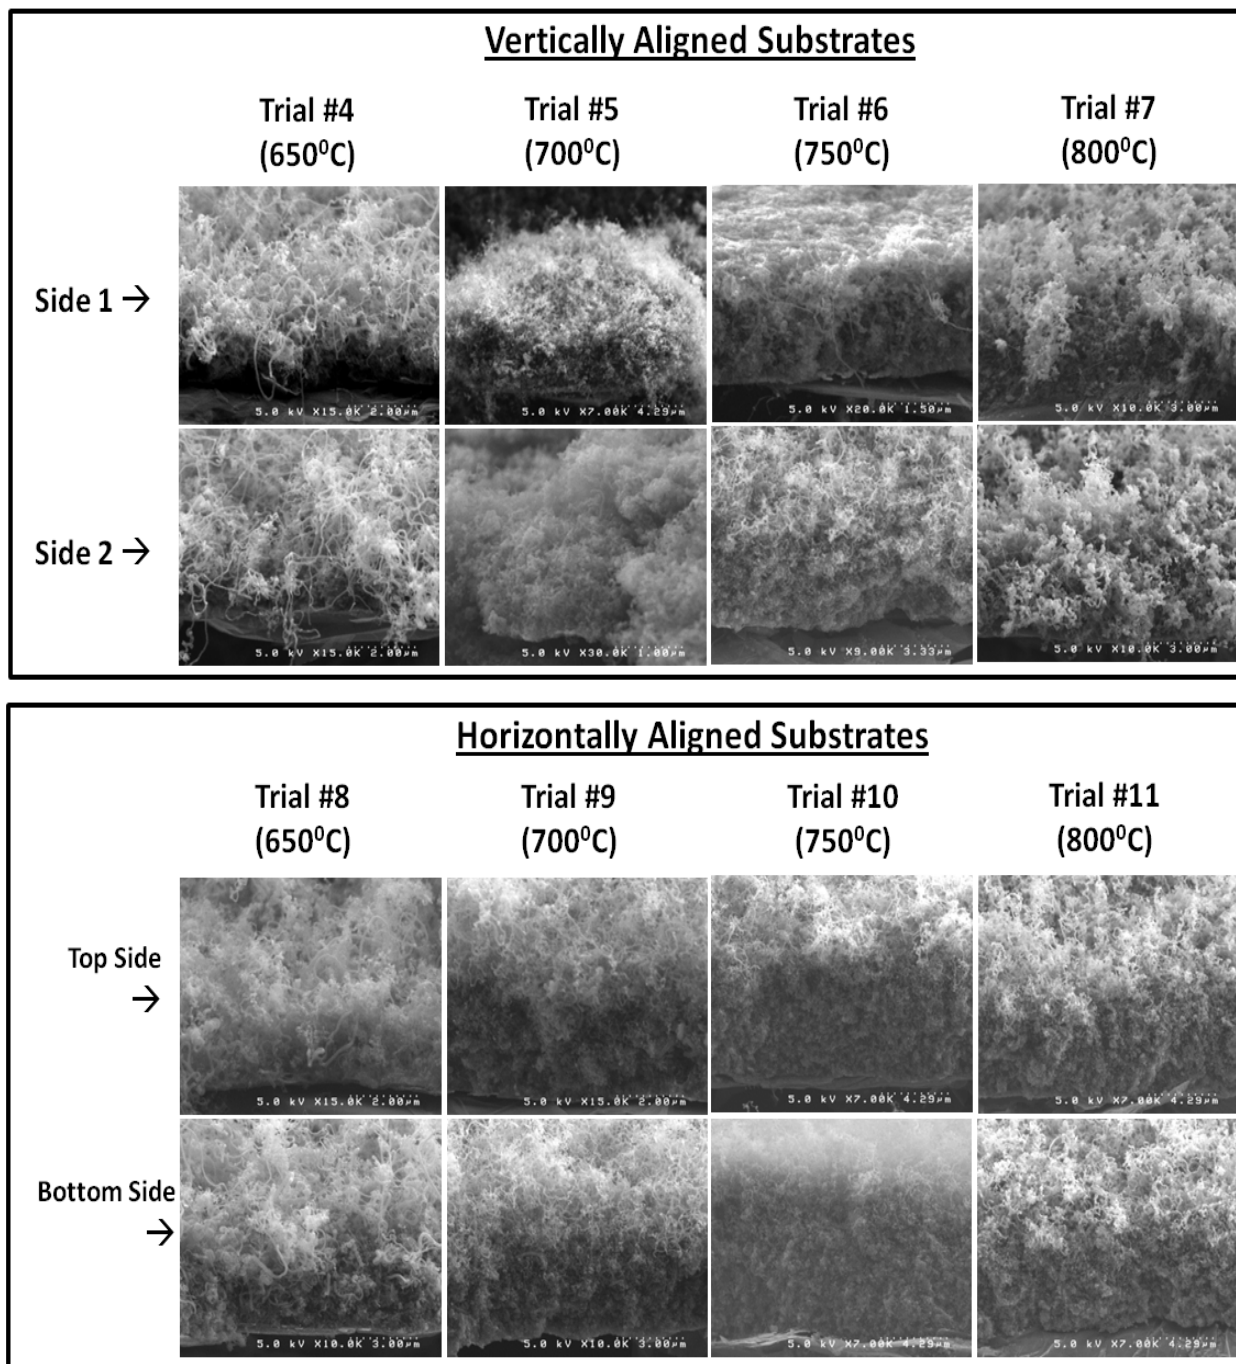 Vertically Aligned Substrates
Trial #4 Trial #5 Trial #6 Trial #7
(650⁰C) (700⁰C) (750⁰C) (800⁰C)
Side 1 →
5.0 kV X15.0K 2.00µm 5.0 kV X7.00K 4.29µm 5.0 kV X20.0K 1.50µm 5.0 kV X10.0K 3.00µm
Side 2 →
5.0 kV X15.0K 2.00µm 5.0 kV X30.0K 1.00µm 5.0 kV X9.00K 3.33µm 5.0 kV X10.0K 3.00µm
Horizontally Aligned Substrates
Trial #8 Trial #9 Trial #10 Trial #11
(650⁰C) (700⁰C) (750⁰C) (800⁰C)
Top Side
→
5.0 kV X15.0K 2.00µm 5.0 kV X15.0K 2.00µm 5.0 kV X7.00K 4.29µm 5.0 kV X7.00K 4.29µm
Bottom Side
→
5.0 kV X10.0K 3.00µm 5.0 kV X10.0K 3.00µm 5.0 kV X7.00K 4.29µm 5.0 kV X7.00K 4.29µm